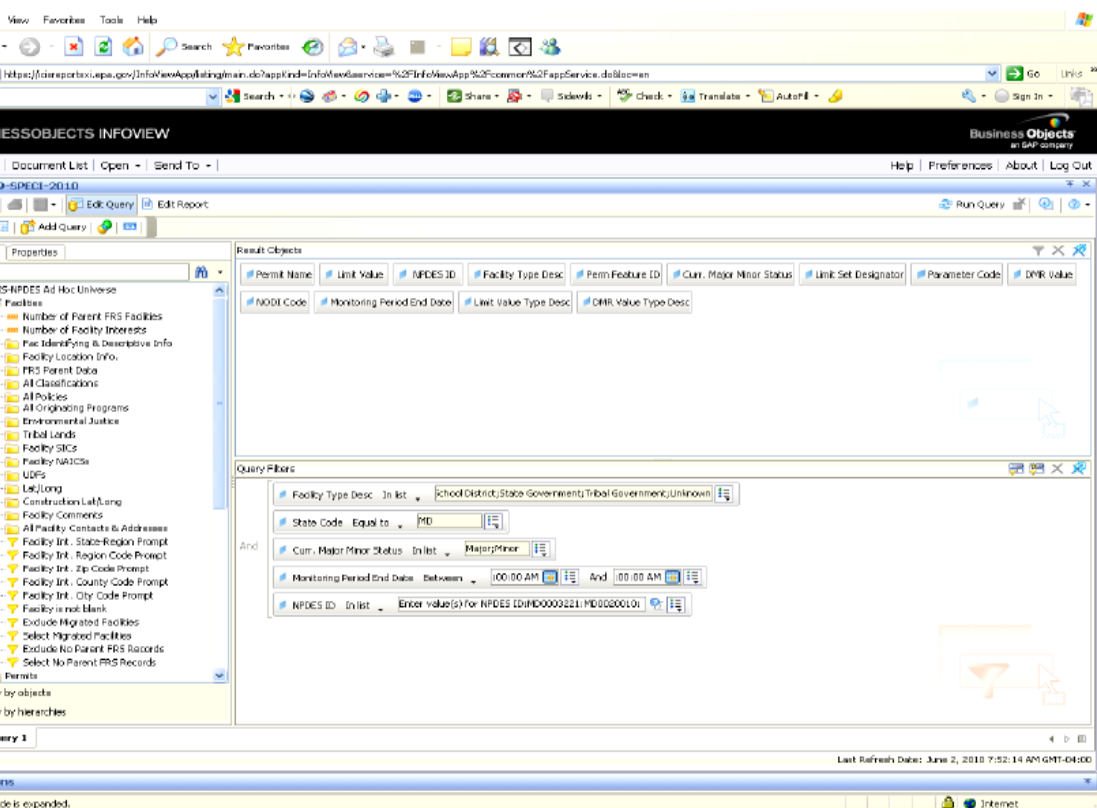 View Favorites Tools Help
Search Favorites
https://icisreportsxi.epa.gov/InfoViewApp/listing/main.do?appKind=InfoView&service=%2FInfoViewApp%2Fcommon%2FappService.do&loc=en Go Links »
Search Share Sidewiki Check Translate AutoFill Sign In
ESSOBJECTS INFOVIEW
Business Objects
an SAP company
Document List | Open | Send To |
Help | Preferences | About | Log Out
-SPECI-2010
Edit Query Edit Report Run Query
Add Query
Properties
S-NPDES Ad Hoc Universe
Facilities
Number of Parent FRS Facilities
Number of Facility Interests
Fac Identifying & Descriptive Info
Facility Location Info.
FRS Parent Data
All Classifications
All Policies
All Originating Programs
Environmental Justice
Tribal Lands
Facility SICs
Facility NAICSs
UDFs
Lat/Long
Construction Lat/Long
Facility Comments
All Facility Contacts & Addresses
Facility Int. State-Region Prompt
Facility Int. Region Code Prompt
Facility Int. Zip Code Prompt
Facility Int. County Code Prompt
Facility Int. City Code Prompt
Facility is not blank
Exclude Migrated Facilities
Select Migrated Facilities
Exclude No Parent FRS Records
Select No Parent FRS Records
Permits
by objects
by hierarchies
Result Objects
Permit Name Limit Value NPDES ID Facility Type Desc Perm Feature ID Curr. Major Minor Status Limit Set Designator Parameter Code DMR Value
NODI Code Monitoring Period End Date Limit Value Type Desc DMR Value Type Desc
Query Filters
And
Facility Type Desc In list School District;State Government;Tribal Government;Unknown
State Code Equal to MD
Curr. Major Minor Status In list Major;Minor
Monitoring Period End Date Between :00:00 AM And :00:00 AM
NPDES ID In list Enter value(s) for NPDES ID:MD0003221;MD0020010;
ery 1
Last Refresh Date: June 2, 2010 7:52:14 AM GMT-04:00
ns
de is expanded.
Internet